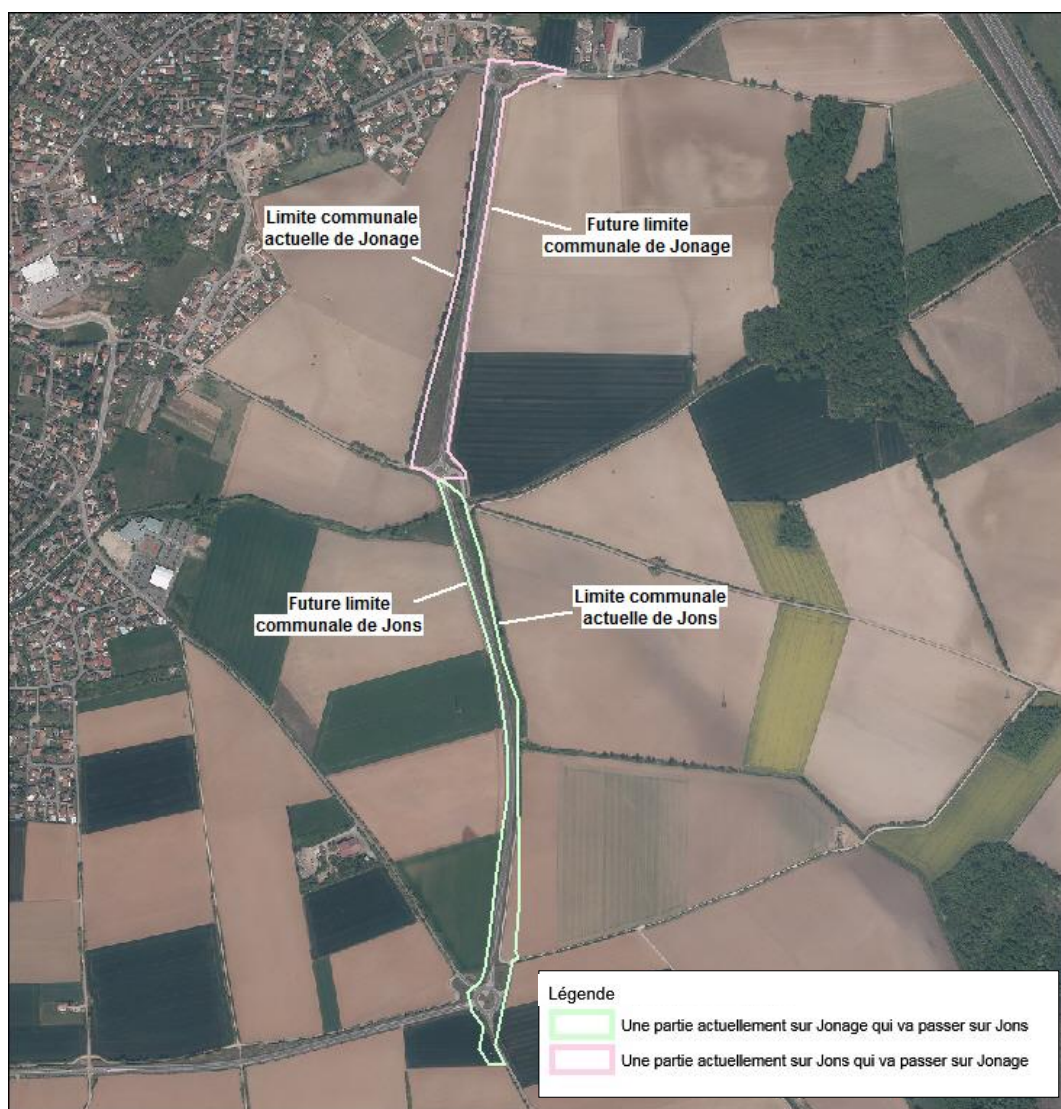 Limite communale
actuelle de Jonage
Future limite
communale de Jonage
Future limite
communale de Jons
Limite communale
actuelle de Jons
Légende
Une partie actuellement sur Jonage qui va passer sur Jons
Une partie actuellement sur Jons qui va passer sur Jonage